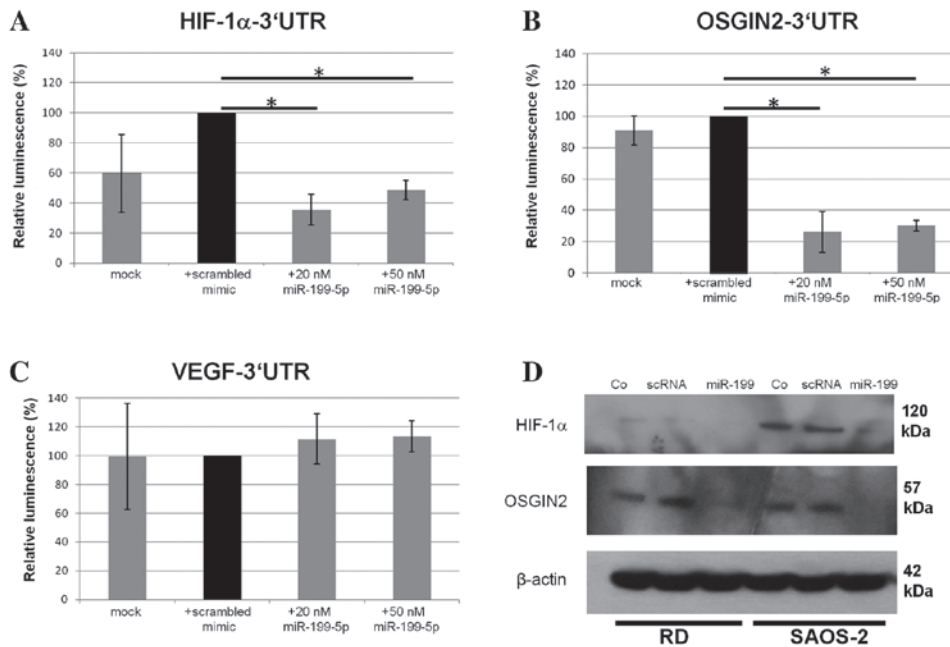 A
HIF-1α-3‘UTR
Relative luminescence (%)
140
120
100
80
60
40
20
0
*
*
mock
+scrambled mimic
+20 nM miR-199-5p
+50 nM miR-199-5p
B
OSGIN2-3‘UTR
Relative luminescence (%)
140
120
100
80
60
40
20
0
*
*
mock
+scrambled mimic
+20 nM miR-199-5p
+50 nM miR-199-5p
C
VEGF-3‘UTR
Relative luminescence (%)
140
120
100
80
60
40
20
0
mock
+scrambled mimic
+20 nM miR-199-5p
+50 nM miR-199-5p
D
Co scRNA miR-199 Co scRNA miR-199
HIF-1α
120 kDa
OSGIN2
57 kDa
β-actin
42 kDa
RD SAOS-2